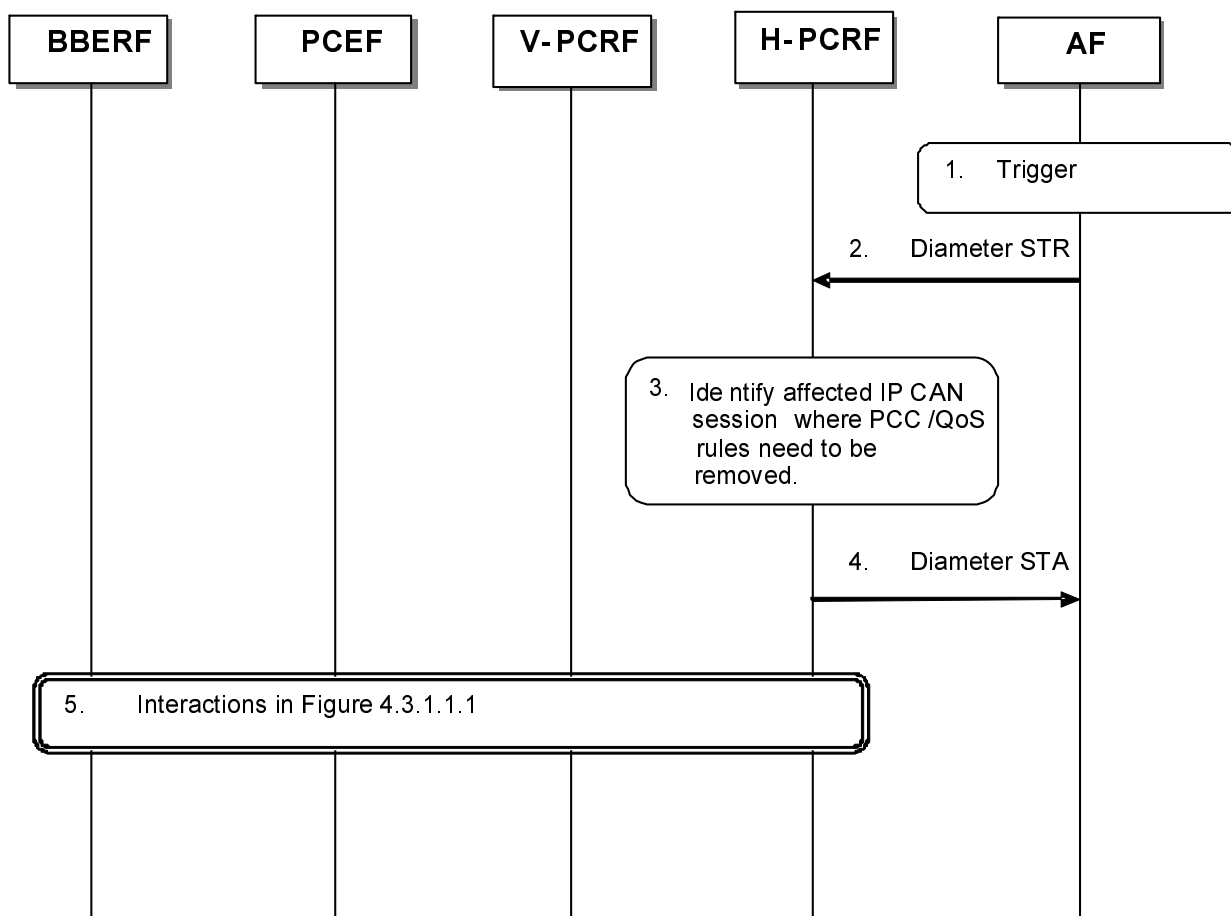 BBERF
PCEF
V-PCRF
H-PCRF
AF
1. Trigger
2. Diameter STR
3. Ide ntify affected IP CAN
session where PCC /QoS
rules need to be
removed.
4. Diameter STA
5. Interactions in Figure 4.3.1.1.1